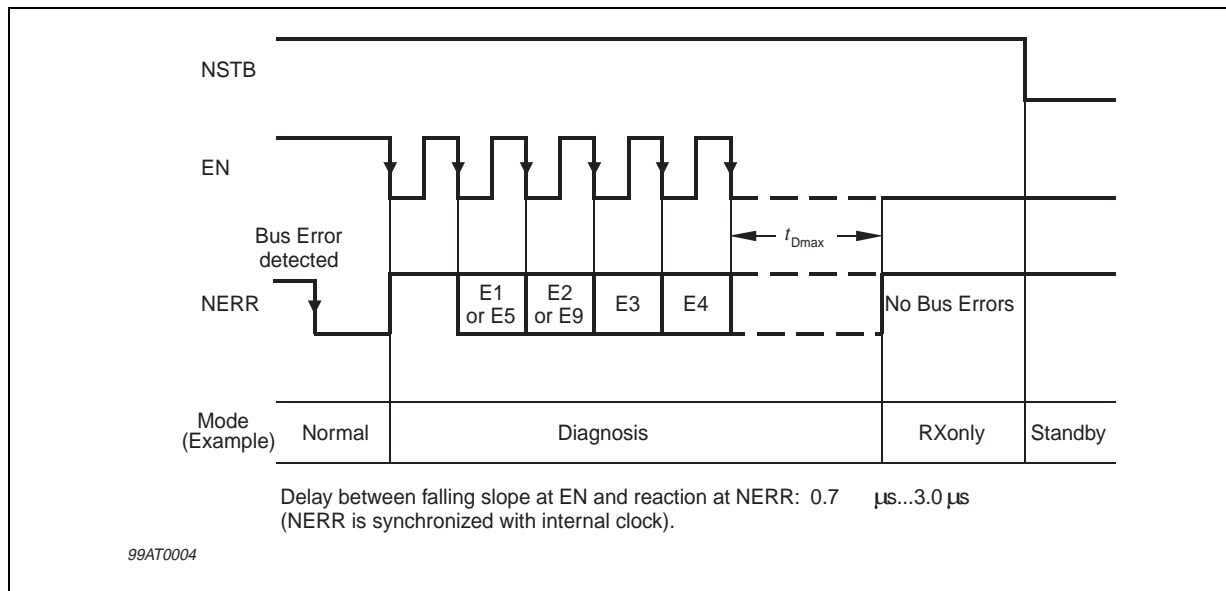 NSTB
EN
Bus Error
detected
t Dmax
NERR
E1
or E5
E2
or E9
E3
E4
No Bus Errors
Mode
(Example)
Normal
Diagnosis
RXonly
Standby
Delay between falling slope at EN and reaction at NERR: 0.7 µs...3.0 µs
(NERR is synchronized with internal clock).
99AT0004